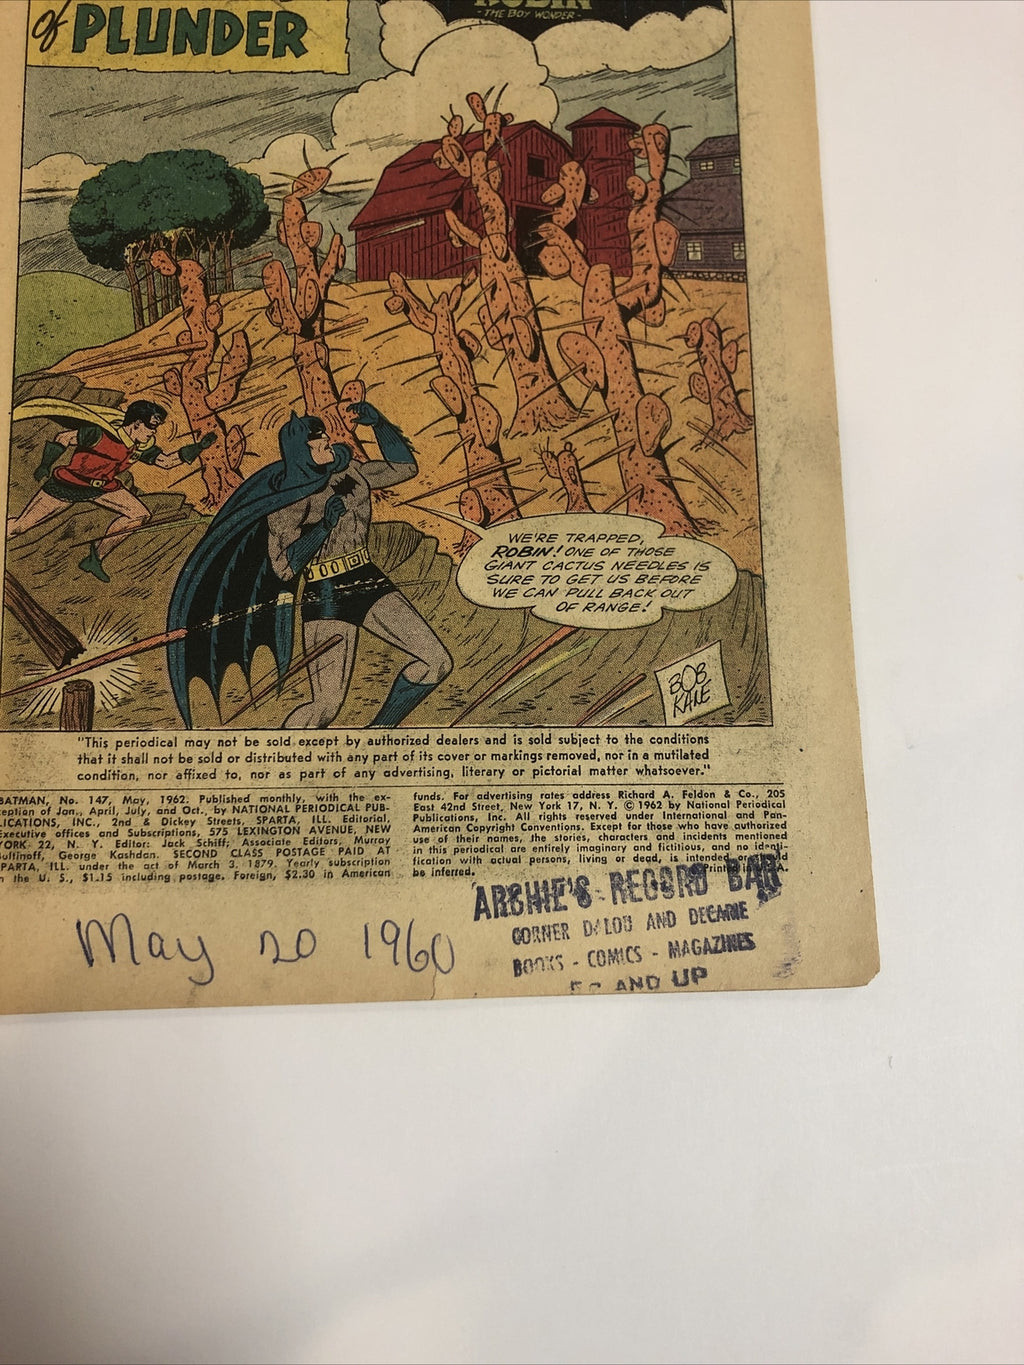 of PLUNDER
ROBIN
-THE BOY WONDER-
WE'RE TRAPPED,
ROBIN! ONE OF THOSE
GIANT CACTUS NEEDLES IS
SURE TO GET US BEFORE
WE CAN PULL BACK OUT
OF RANGE!
BOB
KANE
"This periodical may not be sold except by authorized dealers and is sold subject to the conditions
that it shall not be sold or distributed with any part of its cover or markings removed, nor in a mutilated
condition, nor affixed to, nor as part of any advertising, literary or pictorial matter whatsoever."
BATMAN, No. 147, May, 1962. Published monthly, with the ex-
ception of Jan., April, July, and Oct., by NATIONAL PERIODICAL PUB-
LICATIONS, INC., 2nd & Dickey Streets, SPARTA, ILL. Editorial,
Executive offices and Subscriptions, 575 LEXINGTON AVENUE, NEW
YORK 22, N. Y. Editor: Jack Schiff; Associate Editors, Murray
Boltinoff, George Kashdan. SECOND CLASS POSTAGE PAID AT
SPARTA, ILL. under the act of March 3, 1879. Yearly subscription
in the U. S., $1.15 including postage. Foreign, $2.30 in American
funds. For advertising rates address Richard A. Feldon & Co., 205
East 42nd Street, New York 17, N. Y. © 1962 by National Periodical
Publications, Inc. All rights reserved under International and Pan-
American Copyright Conventions. Except for those who have authorized
use of their names, the stories, characters and incidents mentioned
in this periodical are entirely imaginary and fictitious, and no identi-
fication with actual persons, living or dead, is intended or should
be inferred. Printed in U.S.A.
ARCHIE'S RECORD BAR
CORNER DALOU AND DECARIE
BOOKS - COMICS - MAGAZINES
AND UP
May 20 1960